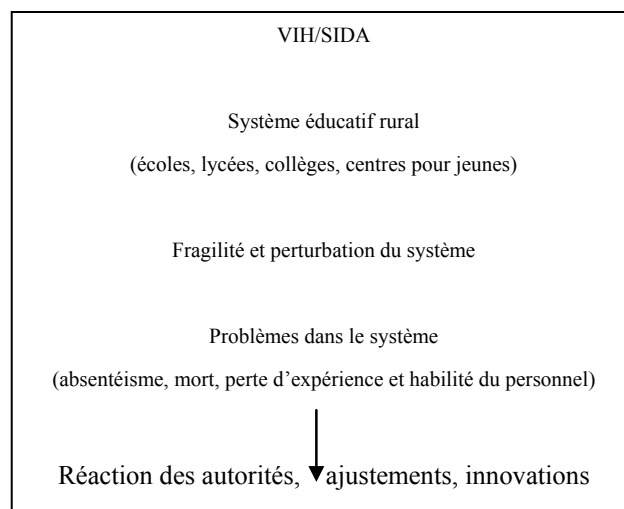 VIH/SIDA
Système éducatif rural
(écoles, lycées, collèges, centres pour jeunes)
Fragilité et perturbation du système
Problèmes dans le système
(absentéisme, mort, perte d’expérience et habilité du personnel)
Réaction des autorités, ajustements, innovations